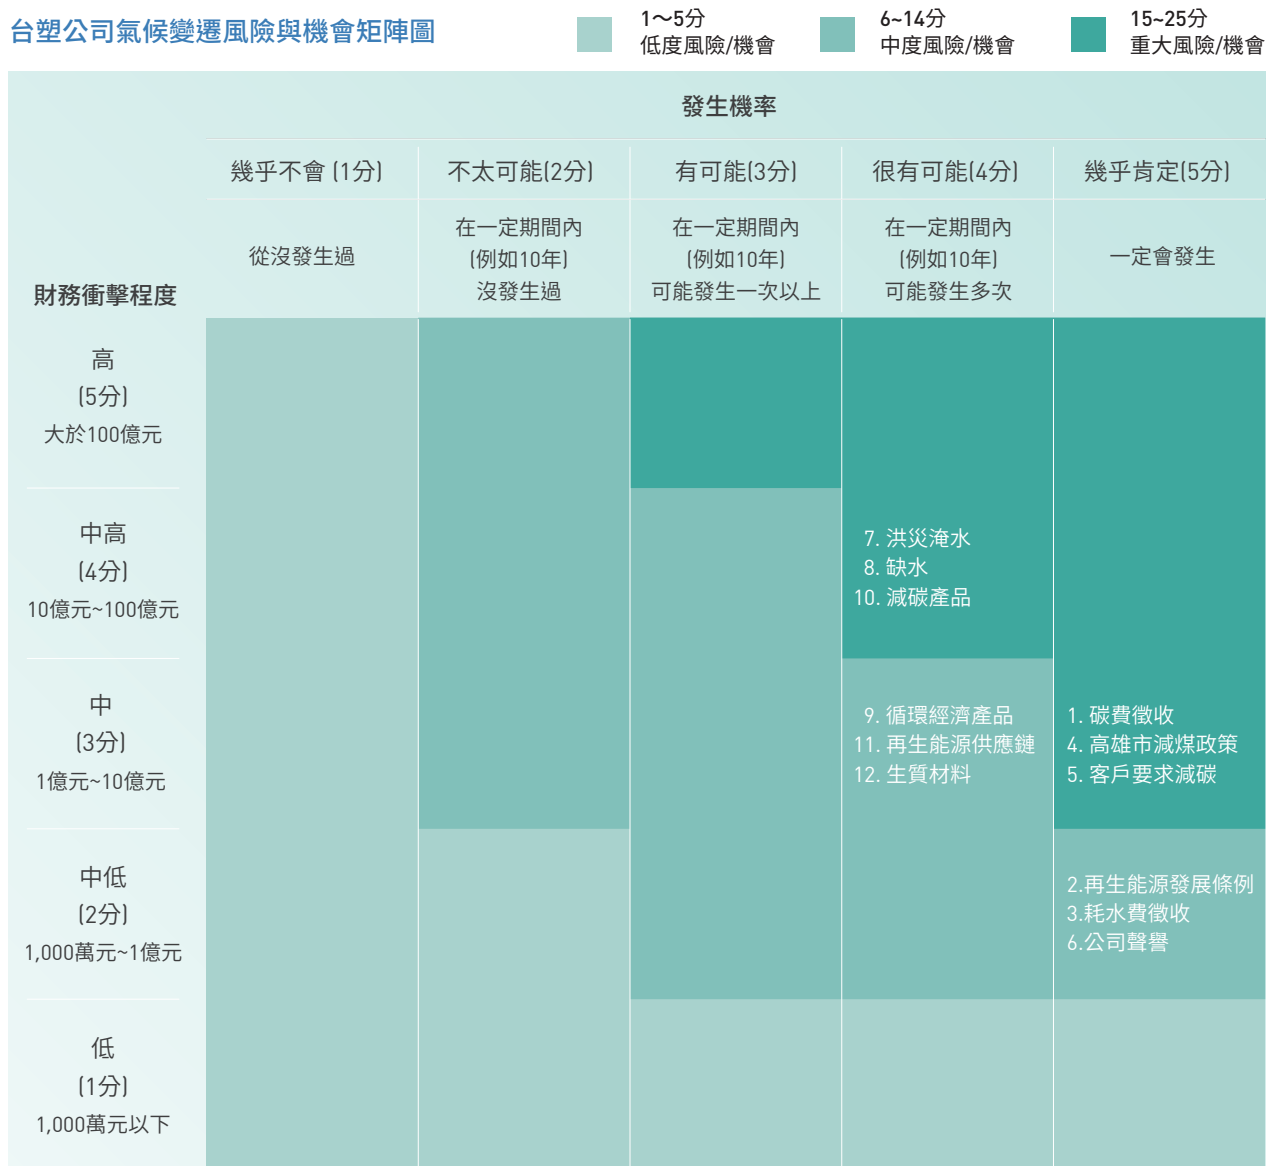 台塑公司氣候變遷風險與機會矩陣圖
1～5分
低度風險/機會
6~14分
中度風險/機會
15~25分
重大風險/機會
發生機率
幾乎不會 (1分)
不太可能(2分)
有可能(3分)
很有可能(4分)
幾乎肯定(5分)
財務衝擊程度
從沒發生過
在一定期間內
(例如10年)
沒發生過
在一定期間內
(例如10年)
可能發生一次以上
在一定期間內
(例如10年)
可能發生多次
一定會發生
高
(5分)
大於100億元
中高
(4分)
10億元~100億元
7. 洪災淹水
8. 缺水
10. 減碳產品
中
(3分)
1億元~10億元
9. 循環經濟產品
11. 再生能源供應鏈
12. 生質材料
1. 碳費徵收
4. 高雄市減煤政策
5. 客戶要求減碳
中低
(2分)
1,000萬元~1億元
2.再生能源發展條例
3.耗水費徵收
6.公司聲譽
低
(1分)
1,000萬元以下